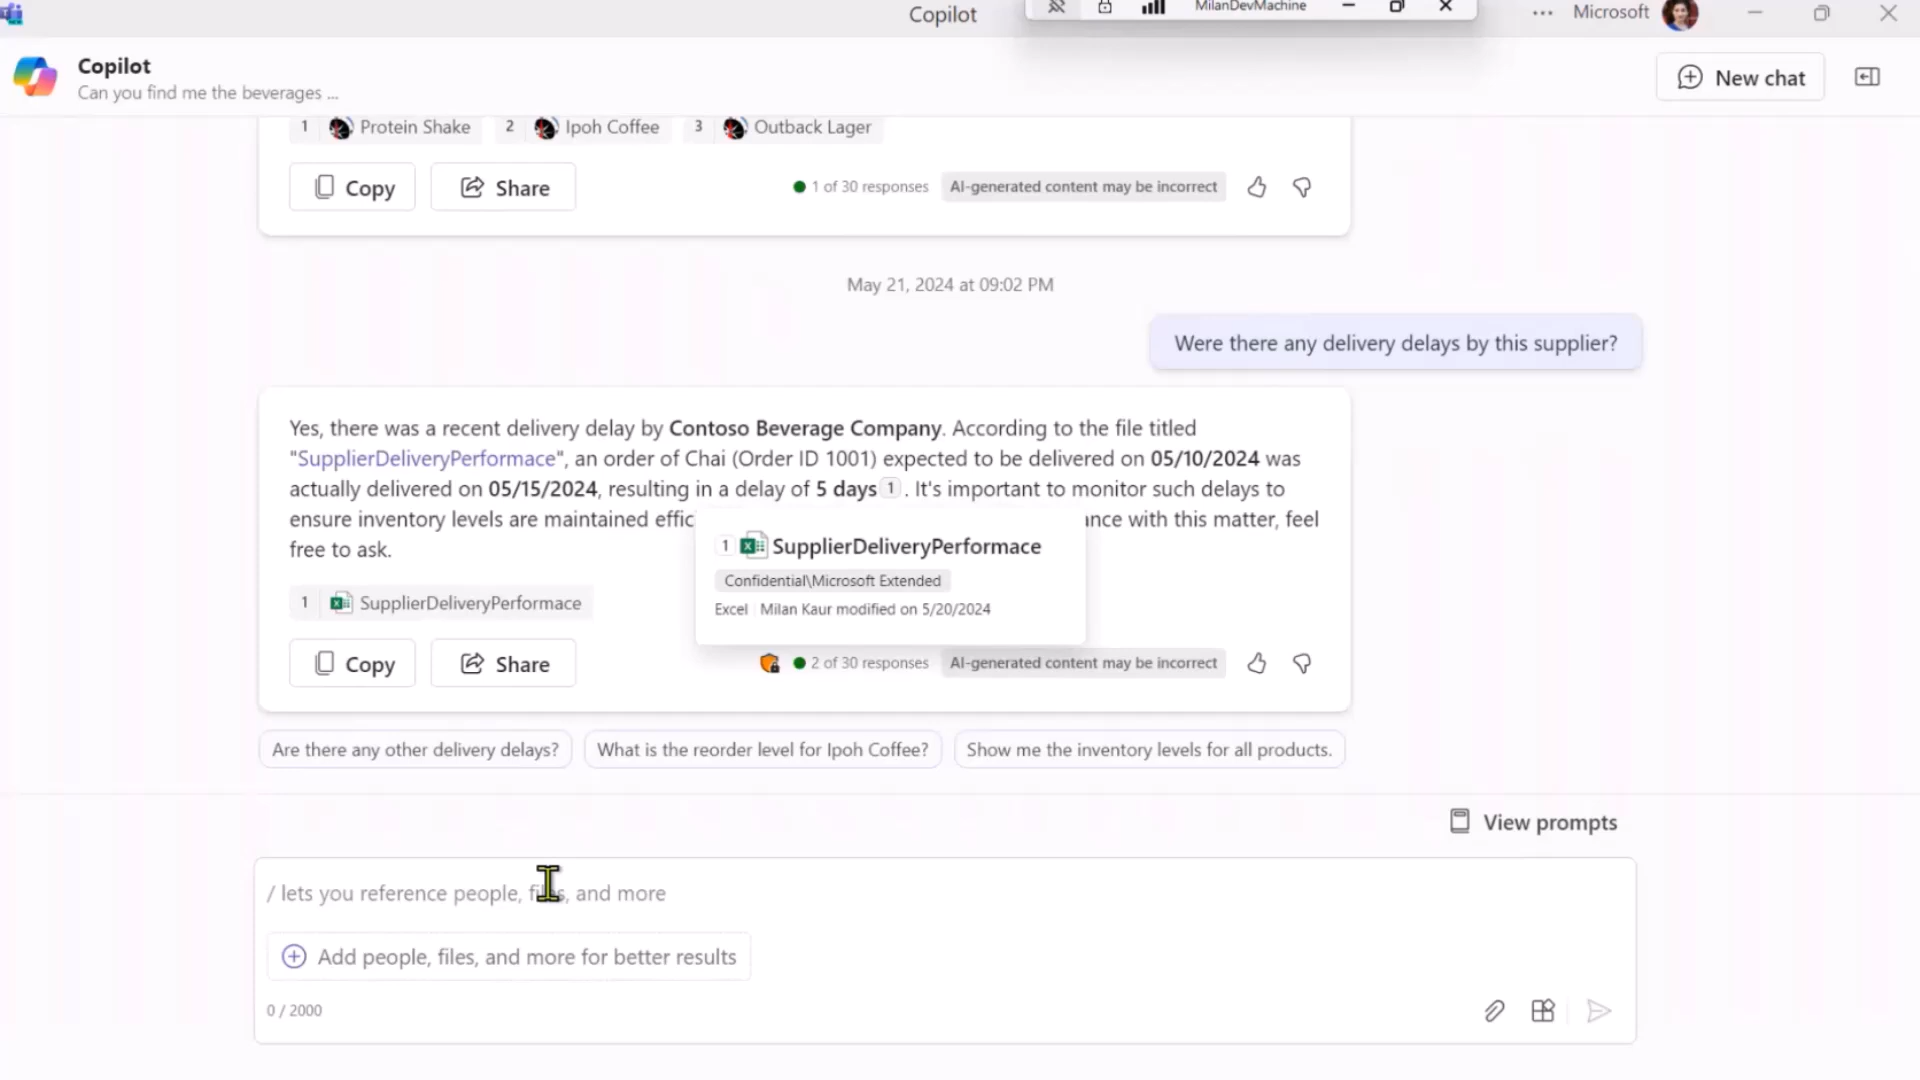 Copilot
MilanDevMachine
Microsoft
Copilot
Can you find me the beverages ...
New chat
1 Protein Shake 2 Ipoh Coffee 3 Outback Lager
Copy Share 1 of 30 responses AI-generated content may be incorrect
May 21, 2024 at 09:02 PM
Were there any delivery delays by this supplier?
Yes, there was a recent delivery delay by Contoso Beverage Company. According to the file titled
"SupplierDeliveryPerformace", an order of Chai (Order ID 1001) expected to be delivered on 05/10/2024 was
actually delivered on 05/15/2024, resulting in a delay of 5 days 1 . It's important to monitor such delays to
ensure inventory levels are maintained with this matter, feel
free to ask.
1 SupplierDeliveryPerformace
Confidential\Microsoft Extended
Excel Milan Kaur modified on 5/20/2024
1 SupplierDeliveryPerformace
Copy Share 2 of 30 responses AI-generated content may be incorrect
Are there any other delivery delays? What is the reorder level for Ipoh Coffee? Show me the inventory levels for all products.
View prompts
/ lets you reference people, files, and more
Add people, files, and more for better results
0 / 2000